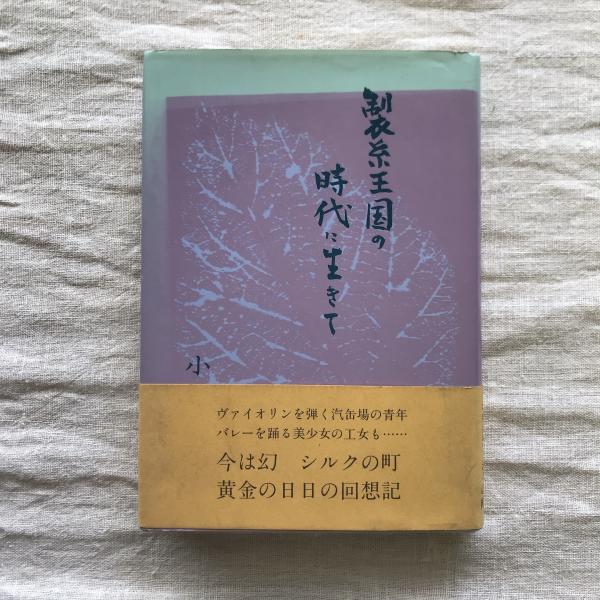 製糸王国の
時代に生きて
小
ヴァイオリンを弾く汽缶場の青年
バレーを踊る美少女の工女も……
今は幻　シルクの町
黄金の日日の回想記